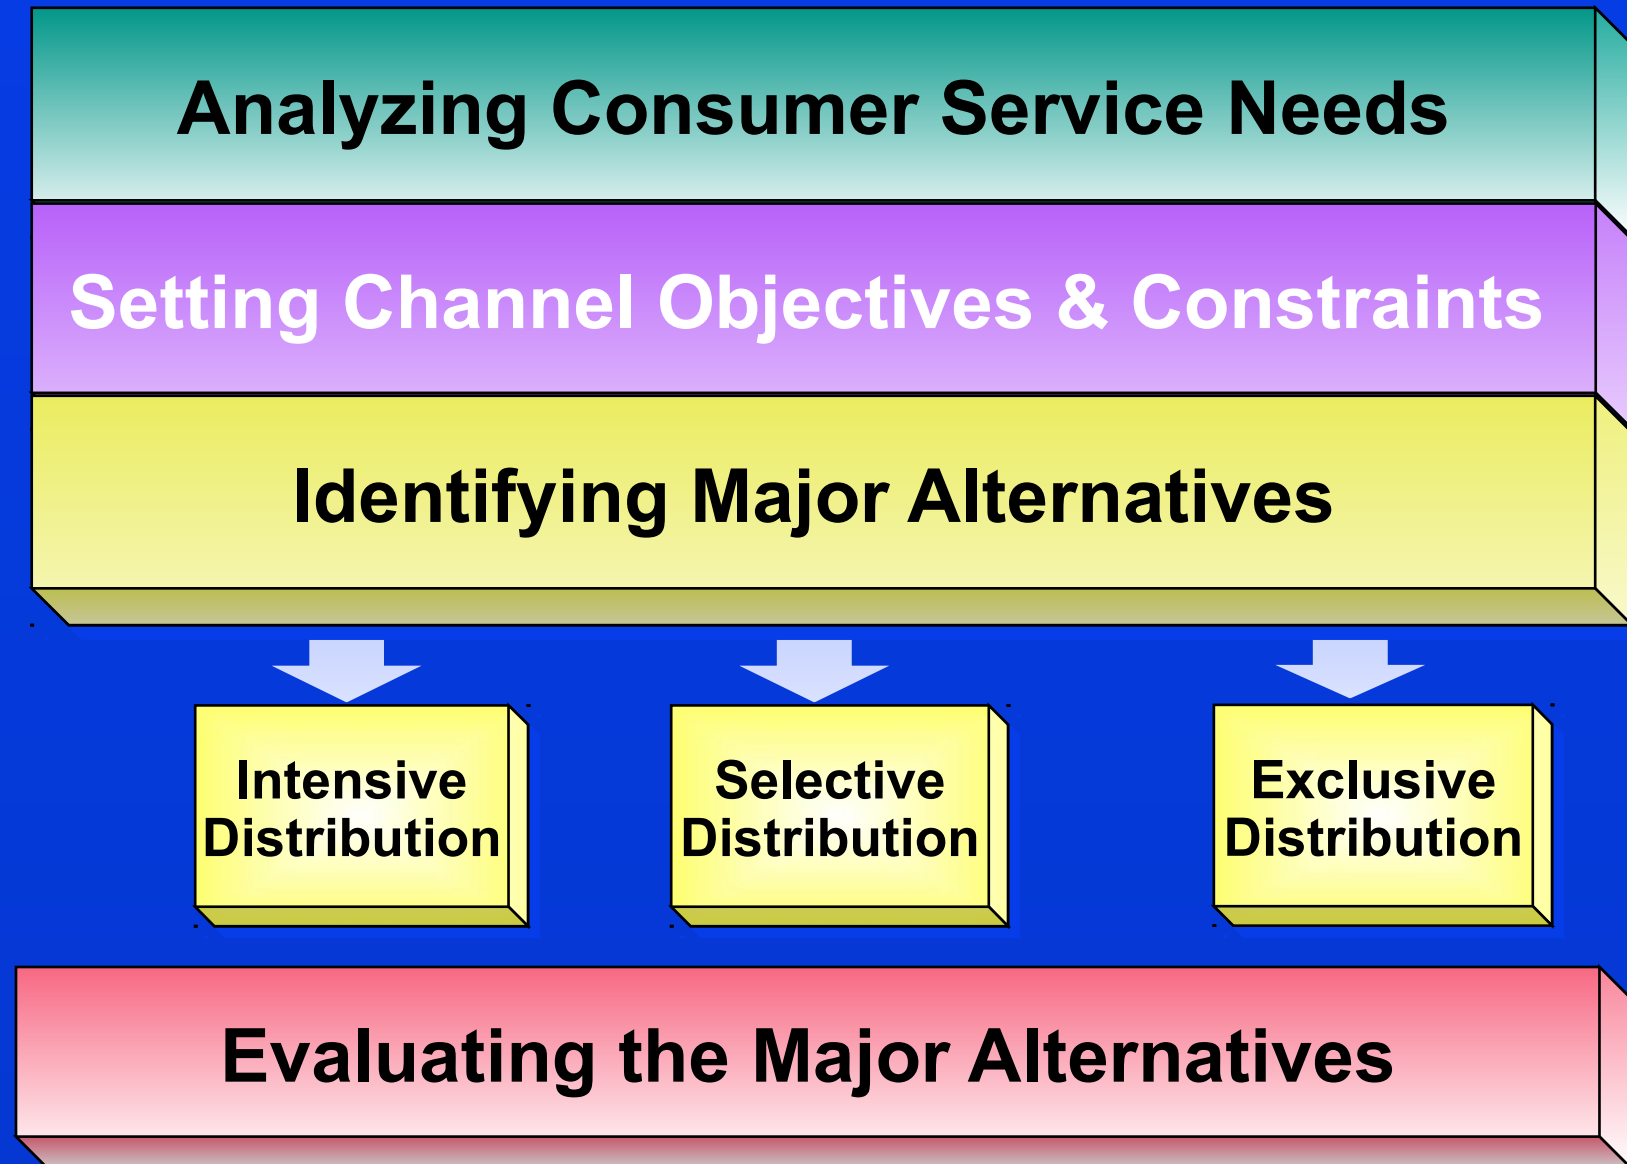 Analyzing Consumer Service Needs
Setting Channel Objectives & Constraints
Identifying Major Alternatives
Intensive
Distribution
Selective
Distribution
Exclusive
Distribution
Evaluating the Major Alternatives